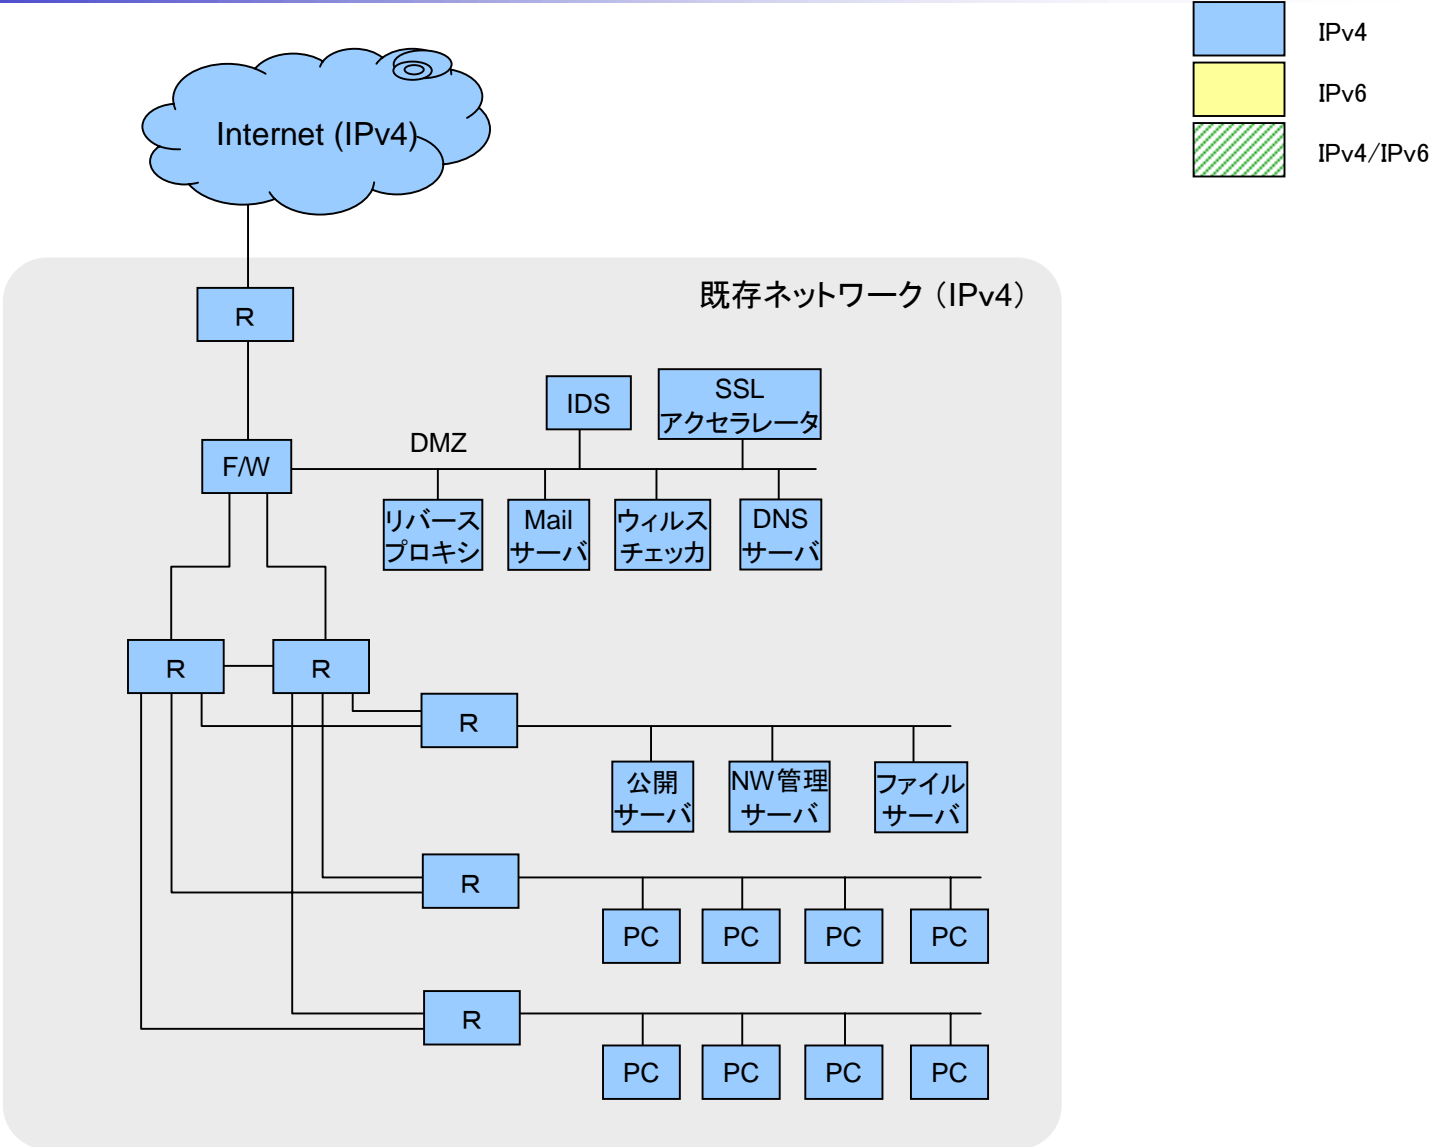 IPv4
IPv6
IPv4/IPv6
Internet (IPv4)
既存ネットワーク（IPv4）
R
IDS
SSL
アクセラレータ
DMZ
F/W
リバース
プロキシ
Mail
サーバ
ウィルス
チェッカ
DNS
サーバ
R
R
R
公開
サーバ
NW管理
サーバ
ファイル
サーバ
R
PC
PC
PC
PC
R
PC
PC
PC
PC